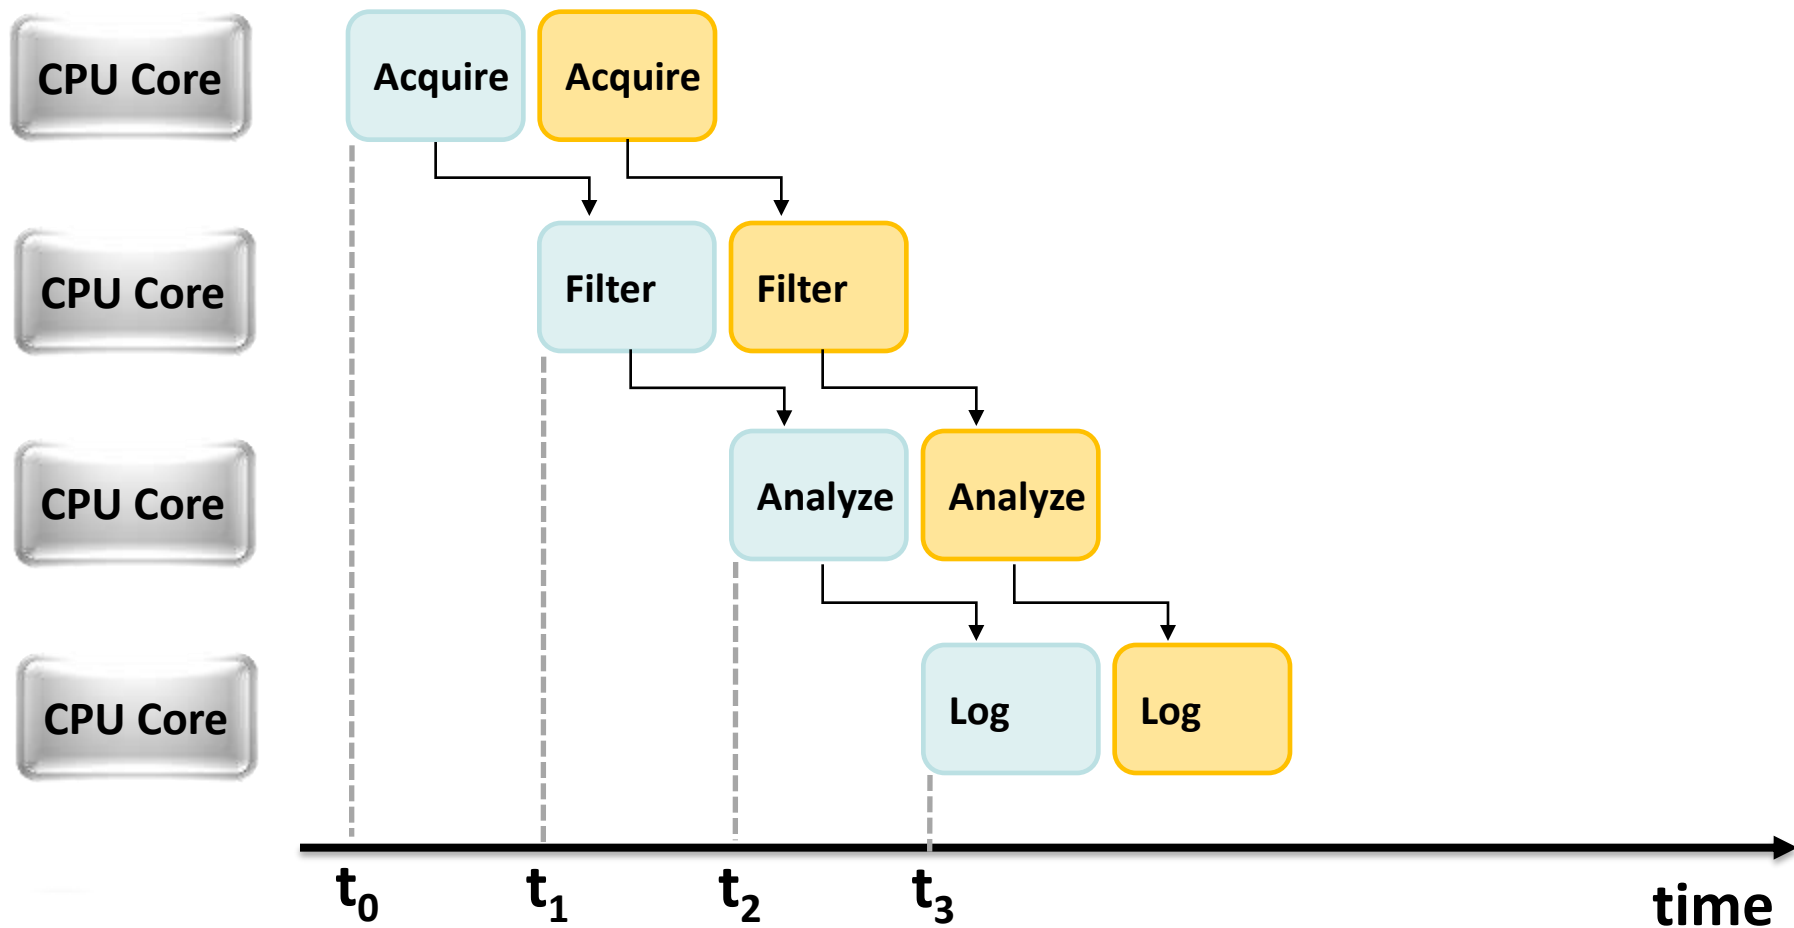 CPU Core
Acquire
Acquire
CPU Core
Filter
Filter
CPU Core
Analyze
Analyze
CPU Core
Log
Log
t0
t1
t2
t3
time